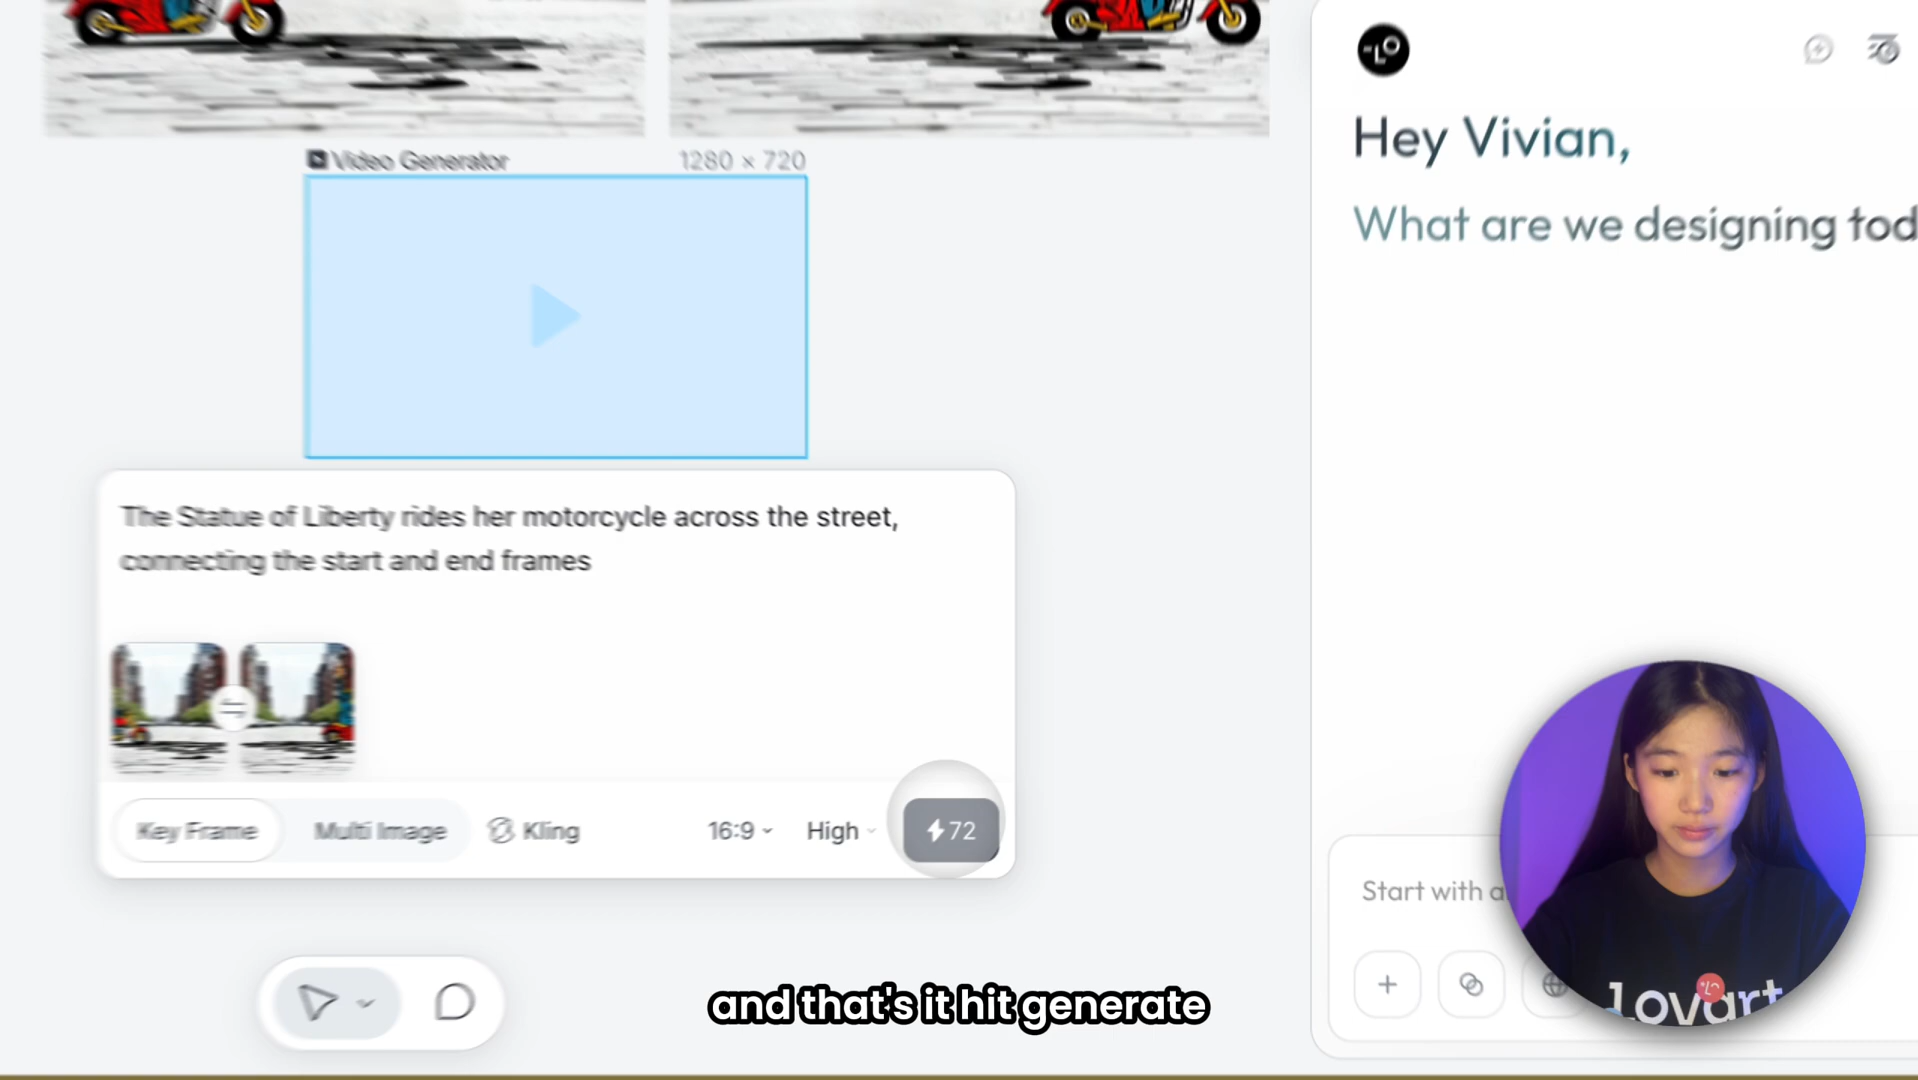 Video Generator
1280 × 720
The Statue of Liberty rides her motorcycle across the street,
connecting the start and end frames
Key Frame
Multi Image
Kling
16:9
High
72
and that's it hit generate
Hey Vivian,
What are we designing tod
Start with a
Lovart